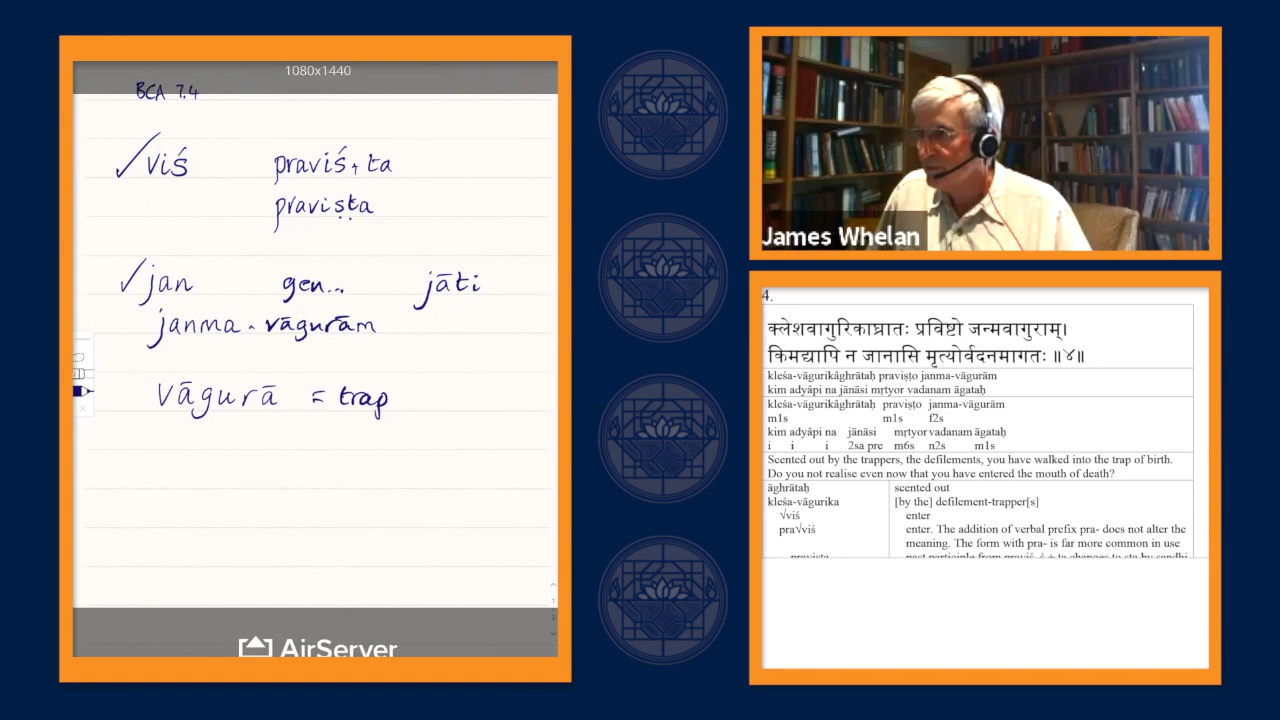 1080x1440
BCA 7.4
√viś praviś + ta
praviṣṭa
√jan gen... jāti
janma - vāgurām
Vāgurā = trap
AirServer
James Whelan
4.
क्लेशवागुरिकाघ्रातः प्रविष्टो जन्मवागुराम्।
किमद्यापि न जानासि मृत्योर्वदनमागतः ॥४॥
kleśa-vāgurikâghrātaḥ praviṣṭo janma-vāgurām
kim adyâpi na jānāsi mṛtyor vadanam āgataḥ
kleśa-vāgurikâghrātaḥ praviṣṭo janma-vāgurām
m1s m1s f2s
kim adyâpi na jānāsi mṛtyor vadanam āgataḥ
i i i 2sa pre m6s n2s m1s
Scented out by the trappers, the defilements, you have walked into the trap of birth.
Do you not realise even now that you have entered the mouth of death?
āghrātaḥ scented out
kleśa-vāgurika [by the] defilement-trapper[s]
√viś enter
pra√viś enter. The addition of verbal prefix pra- does not alter the
meaning. The form with pra- is far more common in use